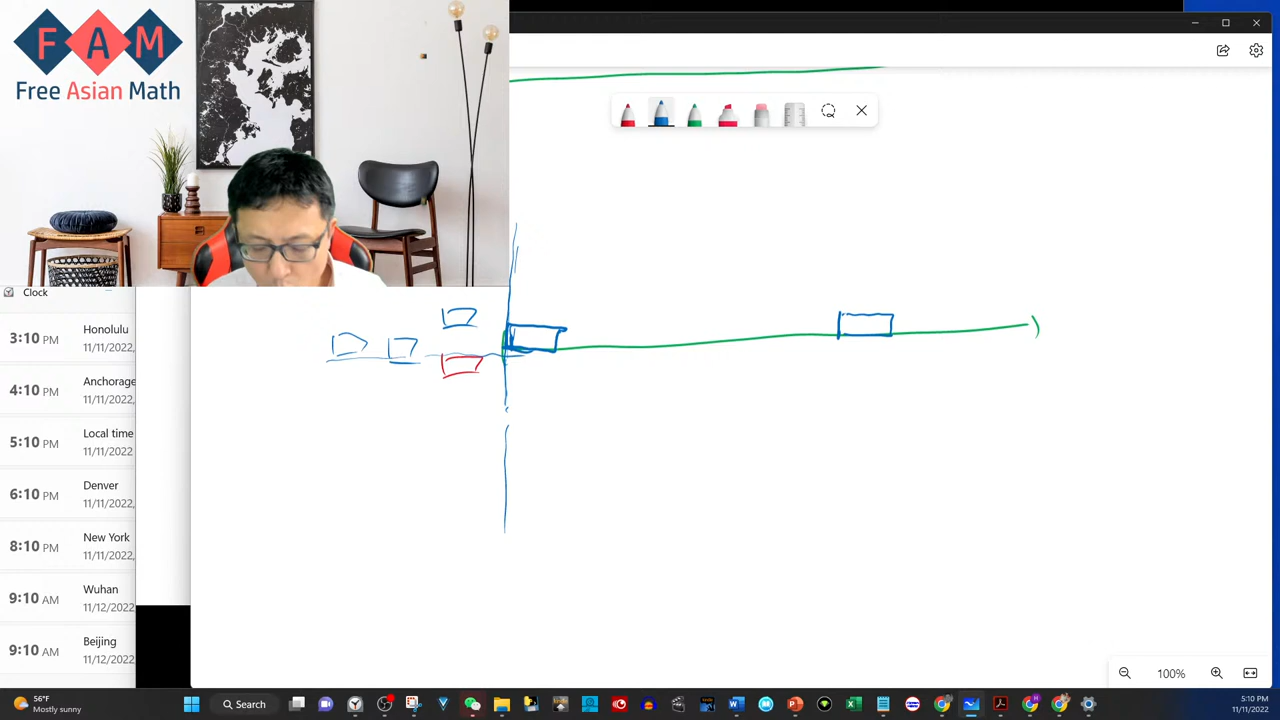 F A M
Free Asian Math
Clock
3:10 PM Honolulu
11/11/2022,
4:10 PM Anchorage
11/11/2022,
5:10 PM Local time
11/11/2022,
6:10 PM Denver
11/11/2022,
8:10 PM New York
11/11/2022,
9:10 AM Wuhan
11/12/2022,
9:10 AM Beijing
11/12/2022,
100%
56°F
Mostly sunny
Search
5:10 PM
11/11/2022